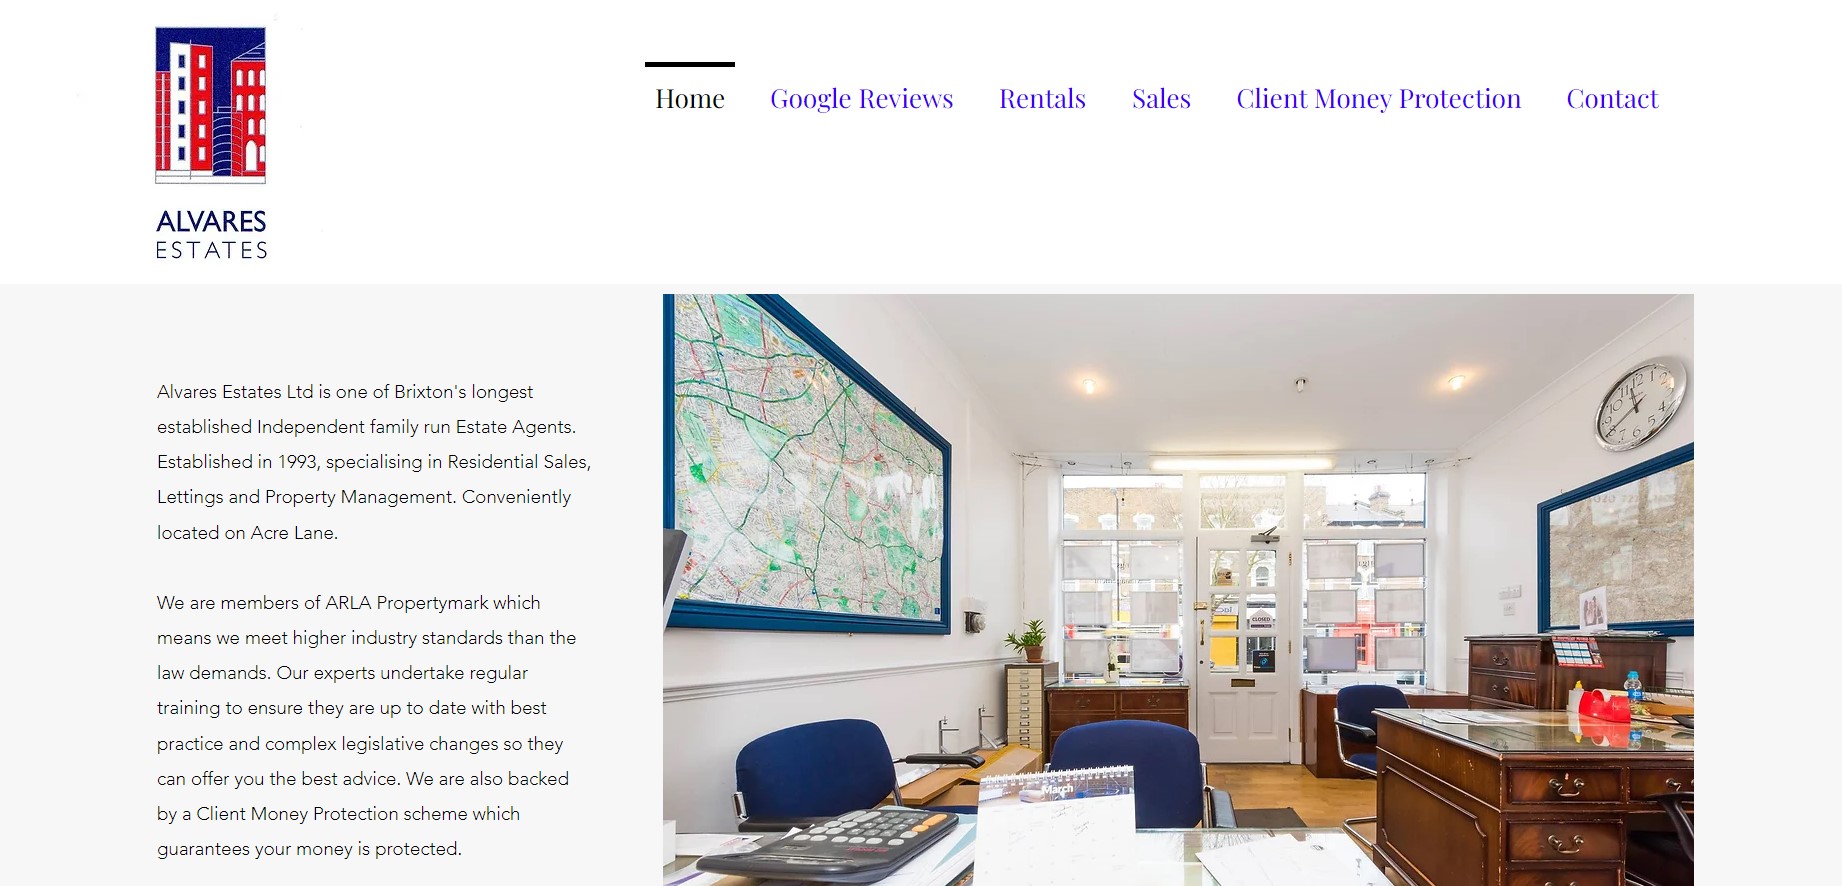 ALVARES
ESTATES
Home
Google Reviews
Rentals
Sales
Client Money Protection
Contact
Alvares Estates Ltd is one of Brixton's longest
established Independent family run Estate Agents.
Established in 1993, specialising in Residential Sales,
Lettings and Property Management. Conveniently
located on Acre Lane.
We are members of ARLA Propertymark which
means we meet higher industry standards than the
law demands. Our experts undertake regular
training to ensure they are up to date with best
practice and complex legislative changes so they
can offer you the best advice. We are also backed
by a Client Money Protection scheme which
guarantees your money is protected.
CLOSED
March